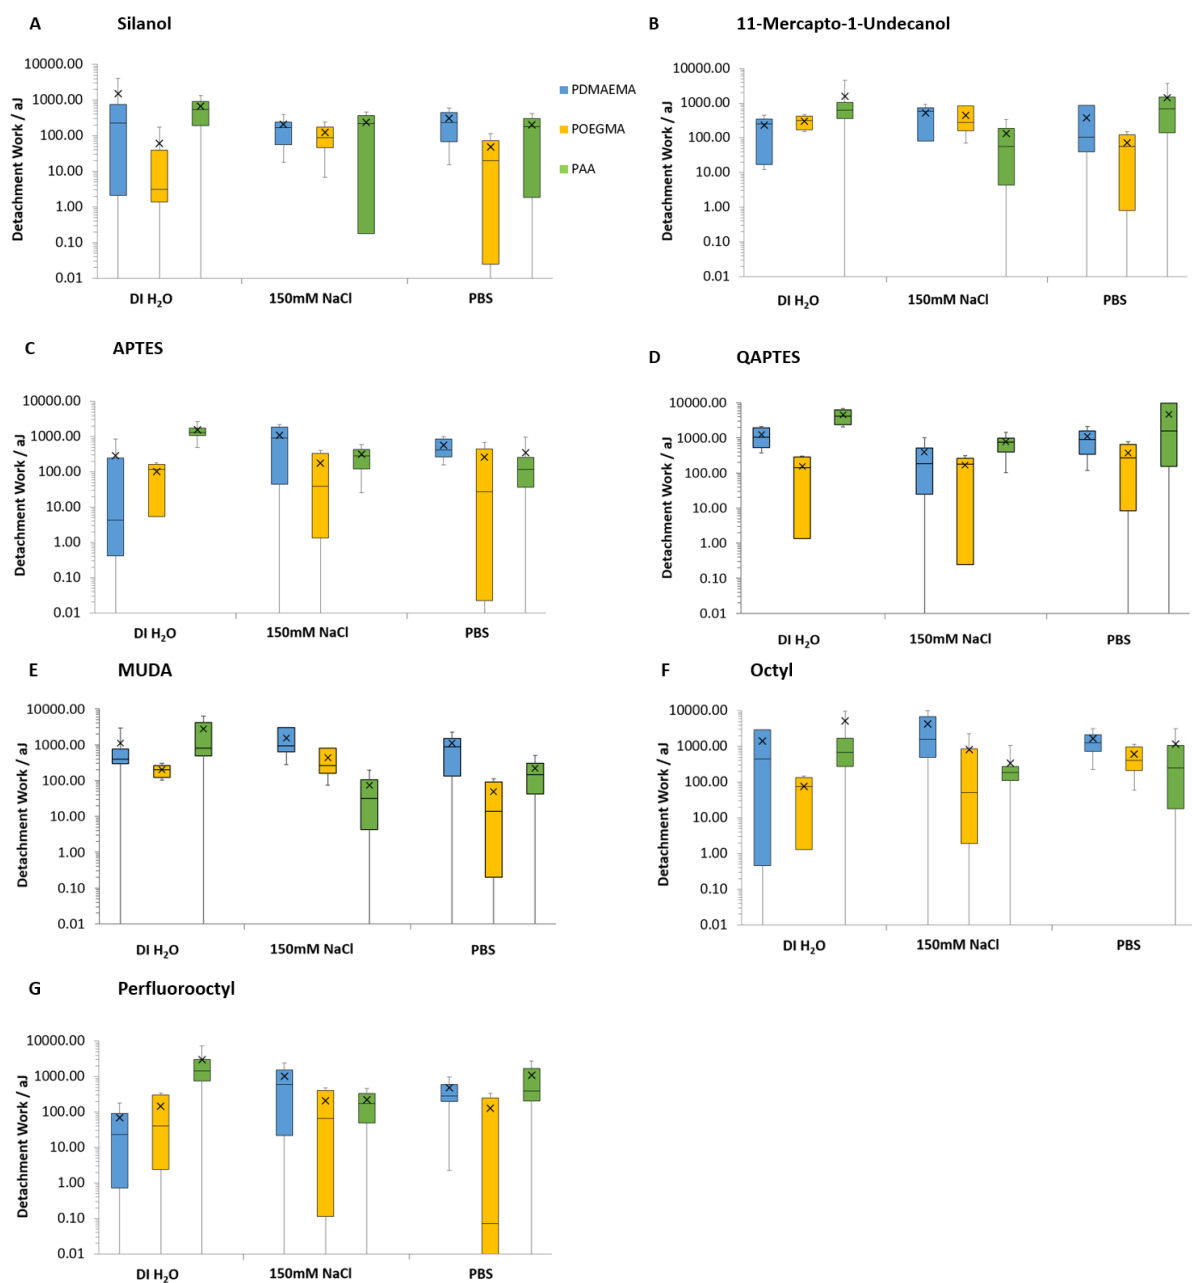 A Silanol
10000.00
1000.00
100.00
10.00
1.00
0.10
0.01
Detachment Work / aJ
DI H₂O 150mM NaCl PBS
PDMAEMA
POEGMA
PAA
B 11-Mercapto-1-Undecanol
10000.00
1000.00
100.00
10.00
1.00
0.10
0.01
Detachment Work / aJ
DI H₂O 150mM NaCl PBS
C APTES
10000.00
1000.00
100.00
10.00
1.00
0.10
0.01
Detachment Work / aJ
DI H₂O 150mM NaCl PBS
D QAPTES
10000.00
1000.00
100.00
10.00
1.00
0.10
0.01
Detachment Work / aJ
DI H₂O 150mM NaCl PBS
E MUDA
10000.00
1000.00
100.00
10.00
1.00
0.10
0.01
Detachment Work / aJ
DI H₂O 150mM NaCl PBS
F Octyl
10000.00
1000.00
100.00
10.00
1.00
0.10
0.01
Detachment Work / aJ
DI H₂O 150mM NaCl PBS
G Perfluorooctyl
10000.00
1000.00
100.00
10.00
1.00
0.10
0.01
Detachment Work / aJ
DI H₂O 150mM NaCl PBS